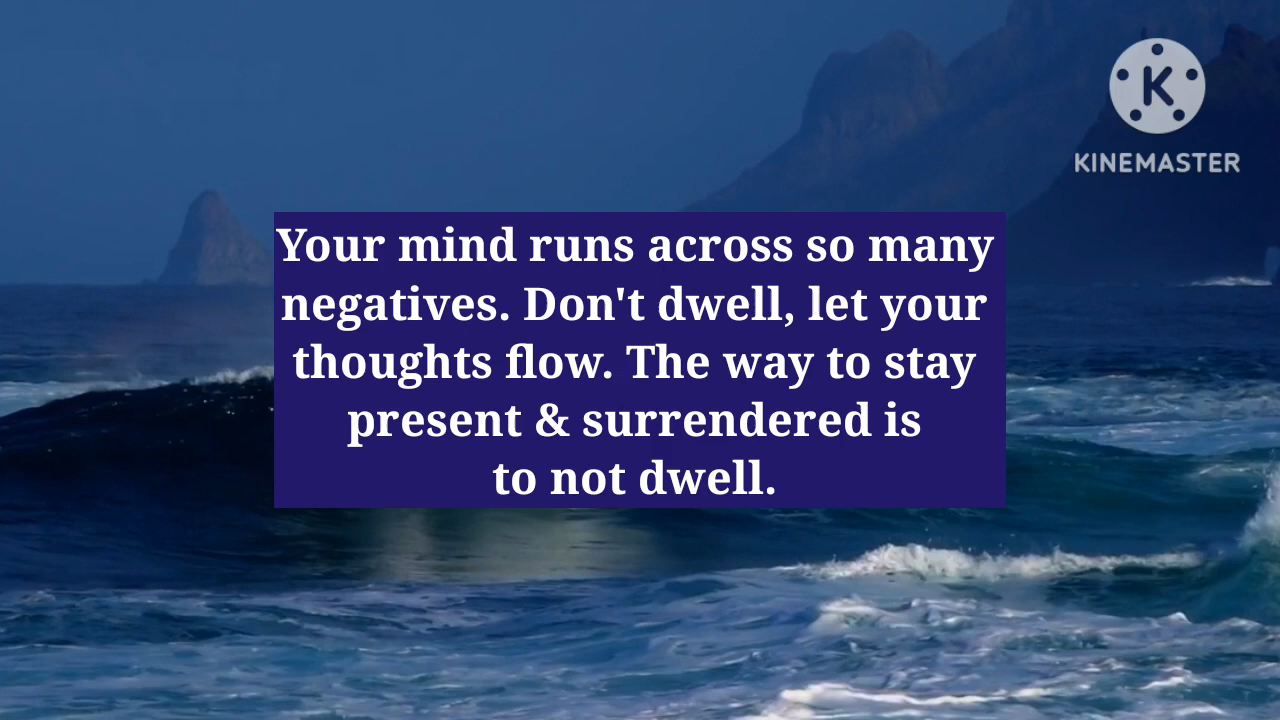 KINEMASTER
Your mind runs across so many
negatives. Don't dwell, let your
thoughts flow. The way to stay
present & surrendered is
to not dwell.